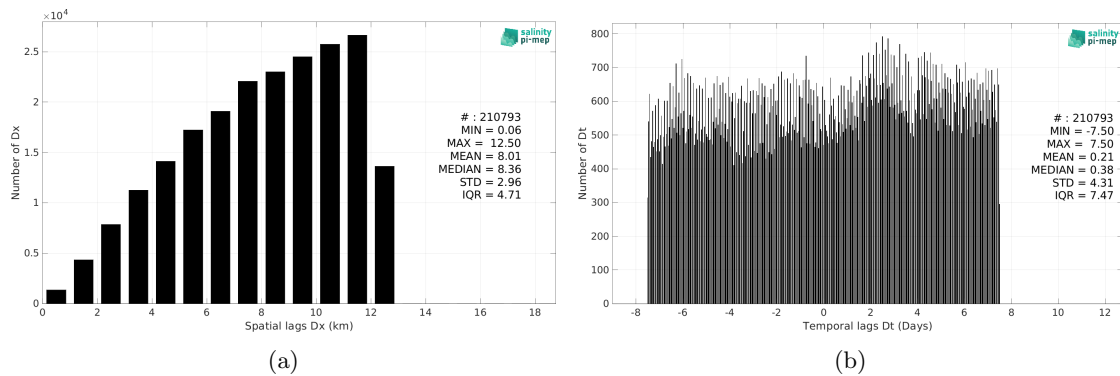 ×10⁴
salinity
pi-mep
2.5
2
1.5
1
0.5
0
Number of Dx
# : 210793
MIN = 0.06
MAX = 12.50
MEAN = 8.01
MEDIAN = 8.36
STD = 2.96
IQR = 4.71
0 2 4 6 8 10 12 14 16 18
Spatial lags Dx (km)
(a)
salinity
pi-mep
800
700
600
500
400
300
200
100
0
Number of Dt
# : 210793
MIN = -7.50
MAX = 7.50
MEAN = 0.21
MEDIAN = 0.38
STD = 4.31
IQR = 7.47
-8 -6 -4 -2 0 2 4 6 8 10 12
Temporal lags Dt (Days)
(b)